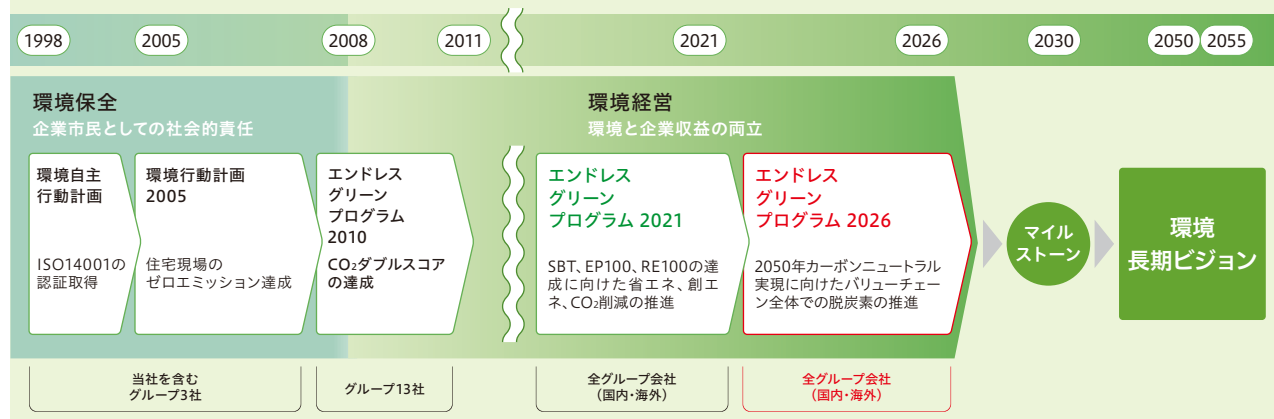 1998
2005
2008
2011
2021
2026
2030
2050
2055
環境保全
企業市民としての社会的責任
環境経営
環境と企業収益の両立
環境自主
行動計画
ISO14001の
認証取得
環境行動計画
2005
住宅現場の
ゼロエミッション達成
エンドレス
グリーン
プログラム
2010
CO₂ダブルスコア
の達成
エンドレス
グリーン
プログラム 2021
SBT、EP100、RE100の達
成に向けた省エネ、創エ
ネ、CO₂削減の推進
エンドレス
グリーン
プログラム 2026
2050年カーボンニュートラル
実現に向けたバリューチェー
ン全体での脱炭素の推進
マイル
ストーン
環境
長期ビジョン
当社を含む
グループ3社
グループ13社
全グループ会社
(国内・海外)
全グループ会社
(国内・海外)